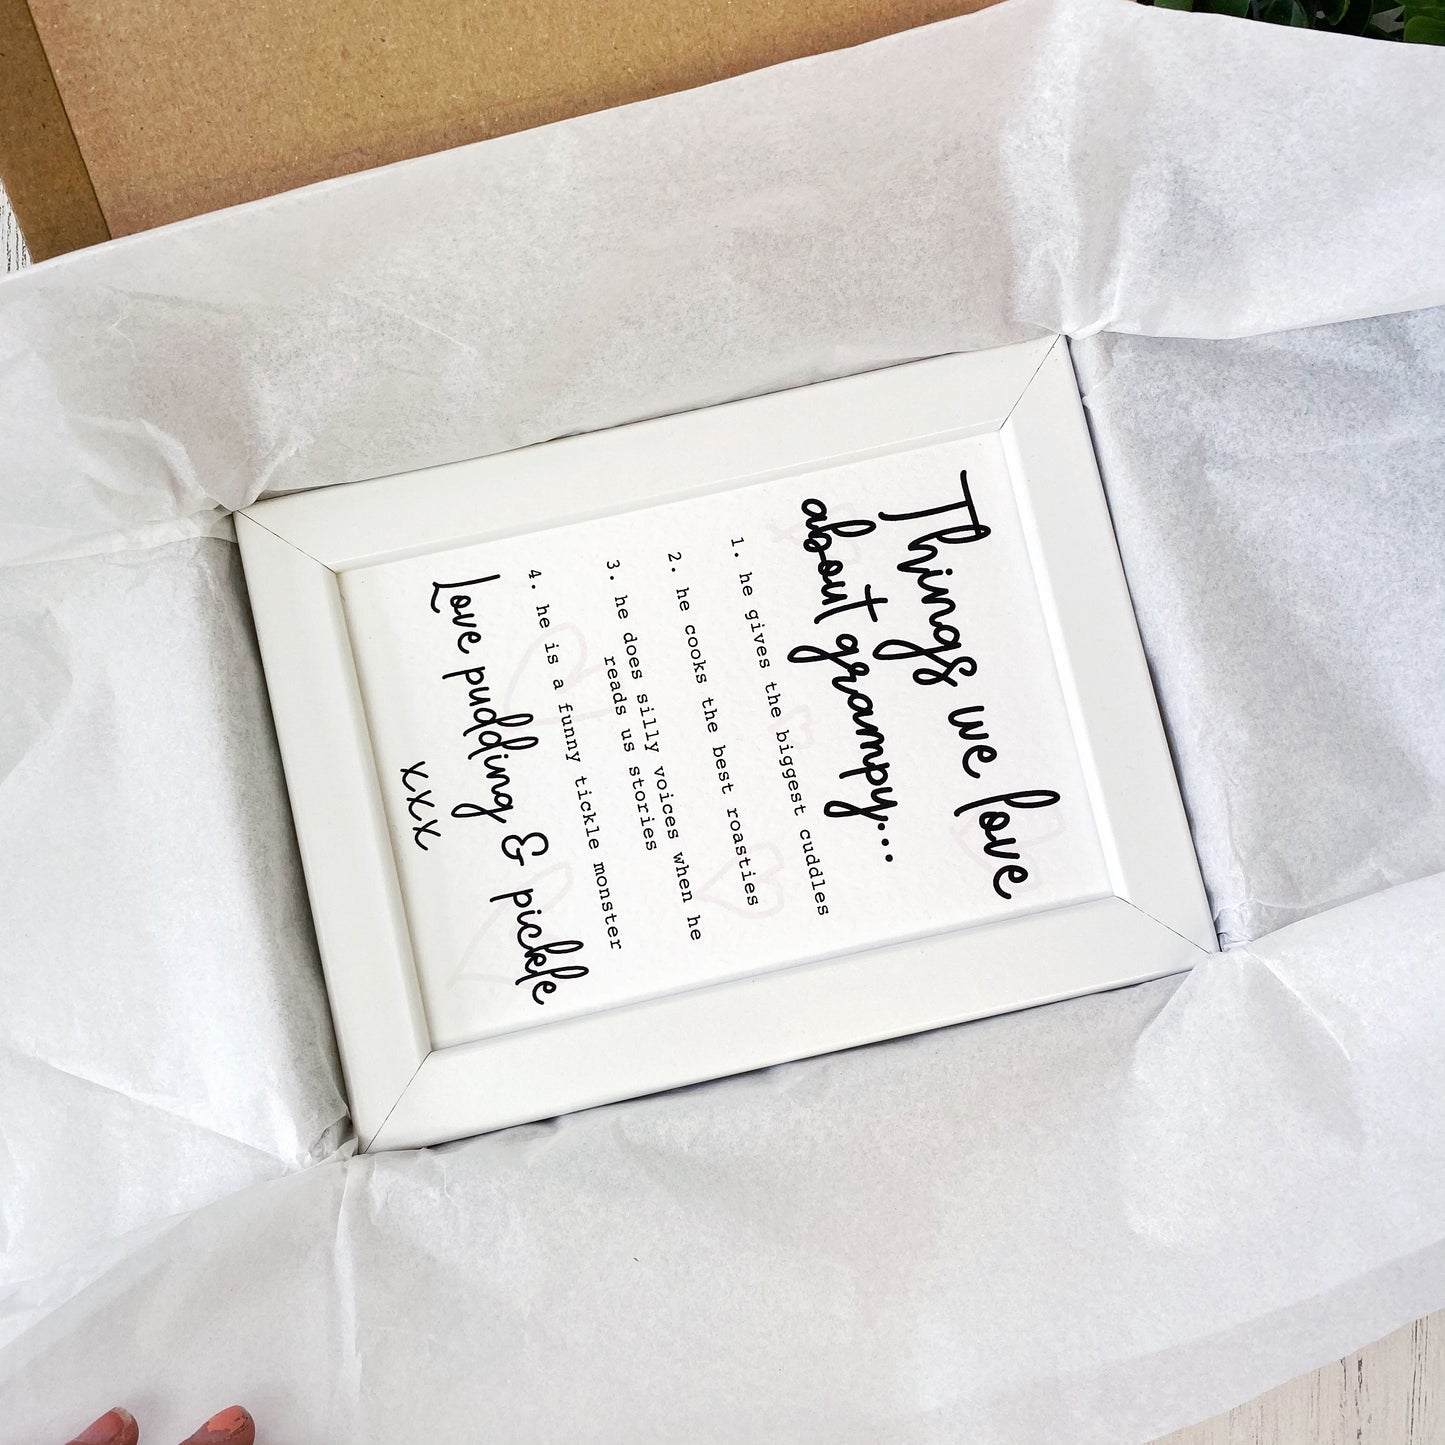 Things we love
about grampy...
1. he gives the biggest cuddles
2. he cooks the best roasties
3. he does silly voices when he
reads us stories
4. he is a funny tickle monster
Love pudding & pickle
xxx